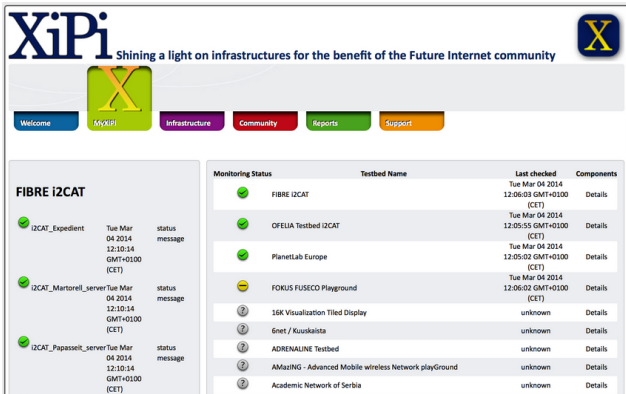 XiPi
Shining a light on infrastructures for the benefit of the Future Internet community
X
X
Welcome
MyXiPi
Infrastructure
Community
Reports
Support
FIBRE i2CAT
i2CAT_Expedient Tue Mar 04 2014 12:10:14 GMT+0100 (CET) status message
i2CAT_Martorell_server Tue Mar 04 2014 12:10:14 GMT+0100 (CET) status message
i2CAT_Papasseit_server Tue Mar 04 2014 12:10:14 GMT+0100 (CET) status message
Monitoring Status Testbed Name Last checked Components
FIBRE i2CAT Tue Mar 04 2014 12:06:03 GMT+0100 (CET) Details
OFELIA Testbed i2CAT Tue Mar 04 2014 12:05:55 GMT+0100 (CET) Details
PlanetLab Europe Tue Mar 04 2014 12:05:02 GMT+0100 (CET) Details
FOKUS FUSECO Playground Tue Mar 04 2014 12:06:02 GMT+0100 (CET) Details
? 16K Visualization Tiled Display unknown Details
? 6net / Kuuskaista unknown Details
? ADRENALINE Testbed unknown Details
? AMazING - Advanced Mobile wIreless Network playGround unknown Details
? Academic Network of Serbia unknown Details